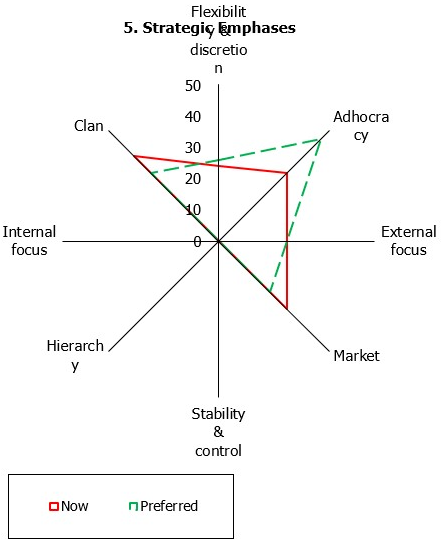 Flexibilit
y &
discretio
n
5. Strategic Emphases
50
40
30
20
10
0
Clan
Adhocra
cy
Internal
focus
External
focus
Hierarch
y
Market
Stability
&
control
Now
Preferred